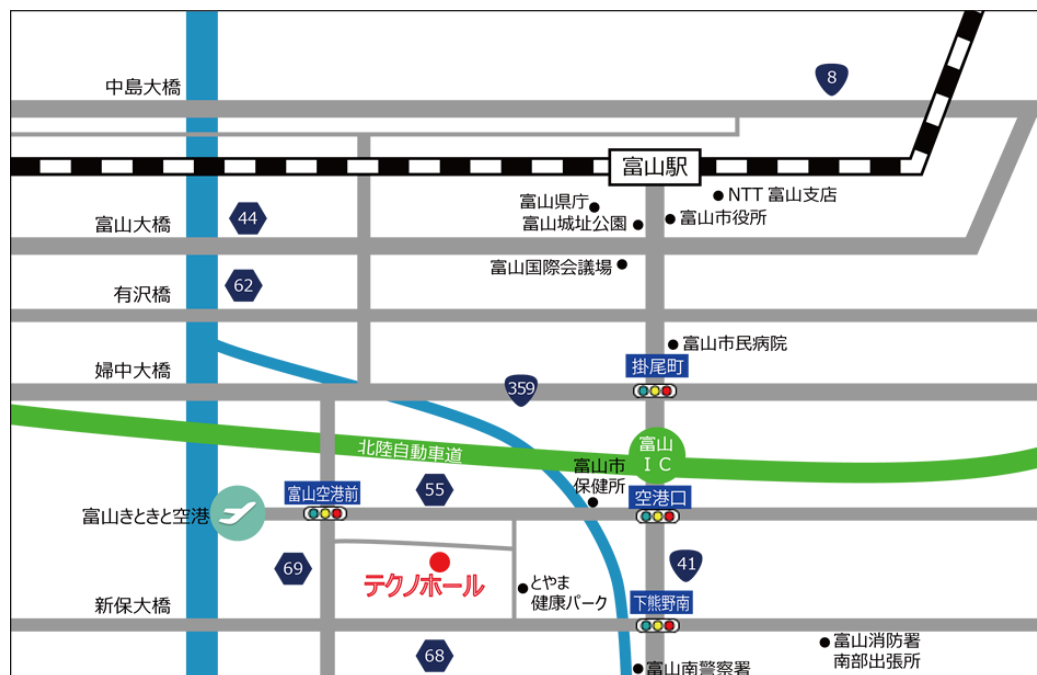 中島大橋
8
富山駅
NTT 富山支店
富山県庁
富山市役所
富山城址公園
富山大橋
44
富山国際会議場
62
有沢橋
富山市民病院
掛尾町
婦中大橋
359
北陸自動車道
富山
IC
富山市
保健所
55
富山空港前
空港口
富山きときと空港
41
69
テクノホール
とやま
健康パーク
下熊野南
新保大橋
68
富山消防署
南部出張所
富山南警察署